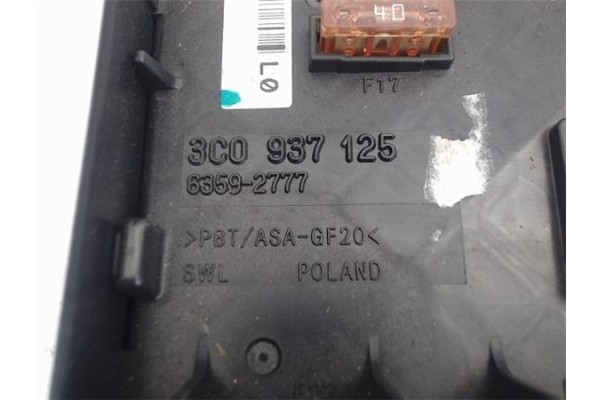 40
F17
L0
3C0 937 125
6359-2777
>PBT/ASA-GF20<
SWL POLAND